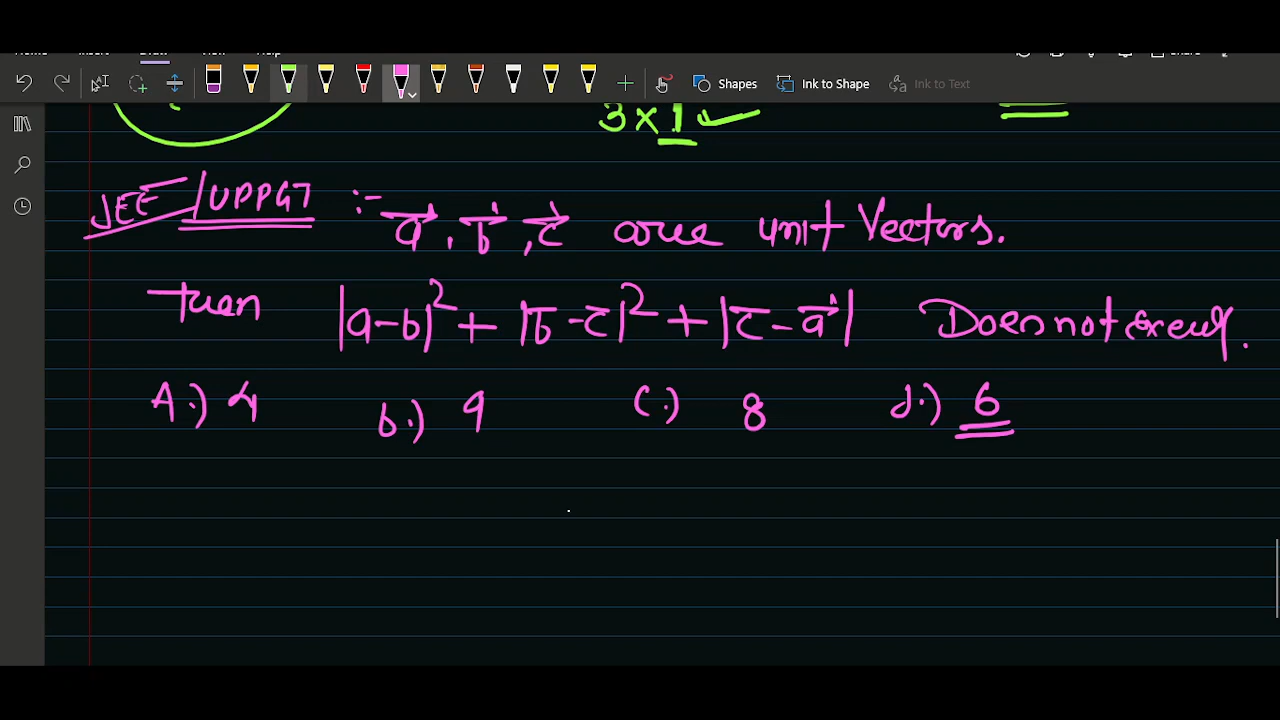 Shapes Ink to Shape Ink to Text
3 × 1
JEE /UPPGT :- a⃗, b⃗, c⃗ are unit Vectors.
then |a-b|² + |b̅-c̅|² + |c̅-a⃗| Does not exceed.
A.) 4 b.) 9 C.) 8 d.) 6